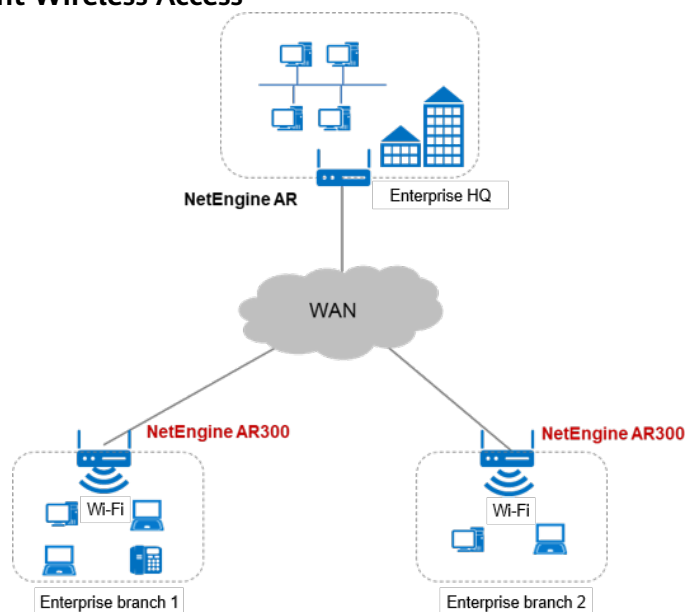 Wireless Access
NetEngine AR
Enterprise HQ
WAN
NetEngine AR300
NetEngine AR300
Wi-Fi
Wi-Fi
Enterprise branch 1
Enterprise branch 2